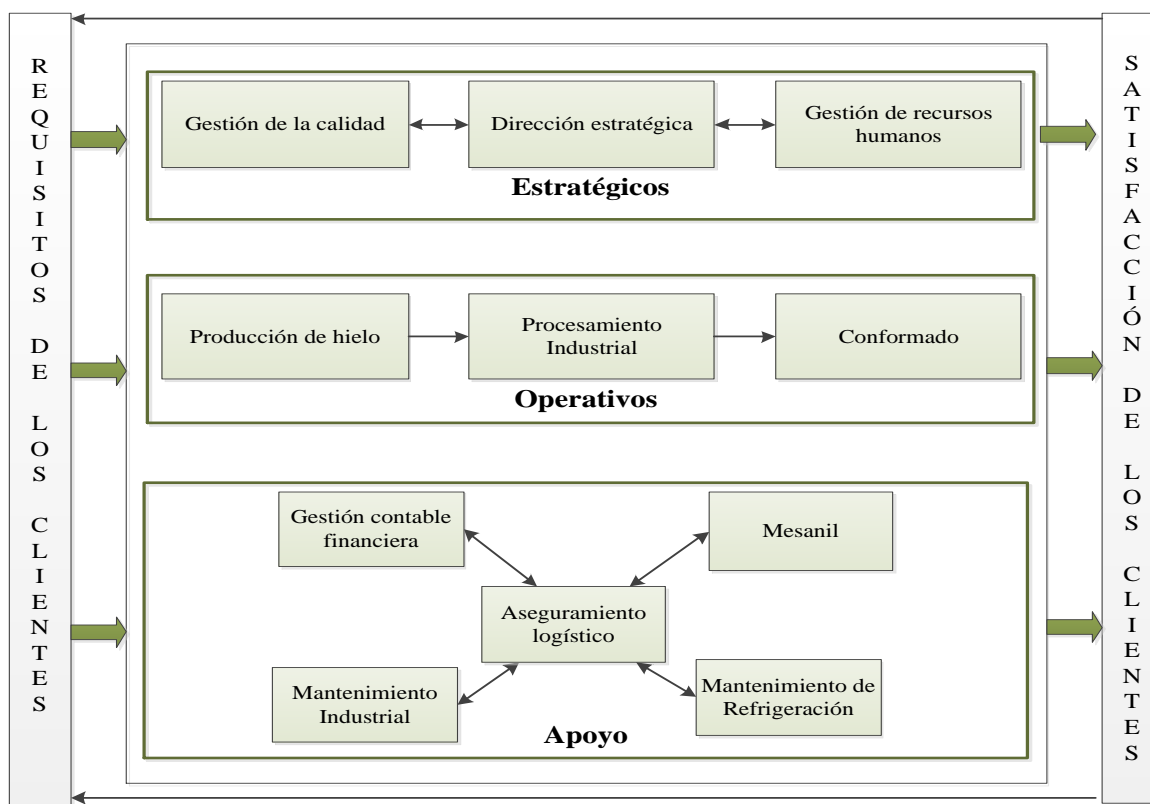 REQUISITOS DE LOS CLIENTES
Gestión de la calidad
Dirección estratégica
Gestión de recursos
humanos
Estratégicos
Producción de hielo
Procesamiento
Industrial
Conformado
Operativos
Gestión contable
financiera
Mesanil
Aseguramiento
logístico
Mantenimiento
Industrial
Mantenimiento de
Refrigeración
Apoyo
SATISFACCIÓN DE LOS CLIENTES